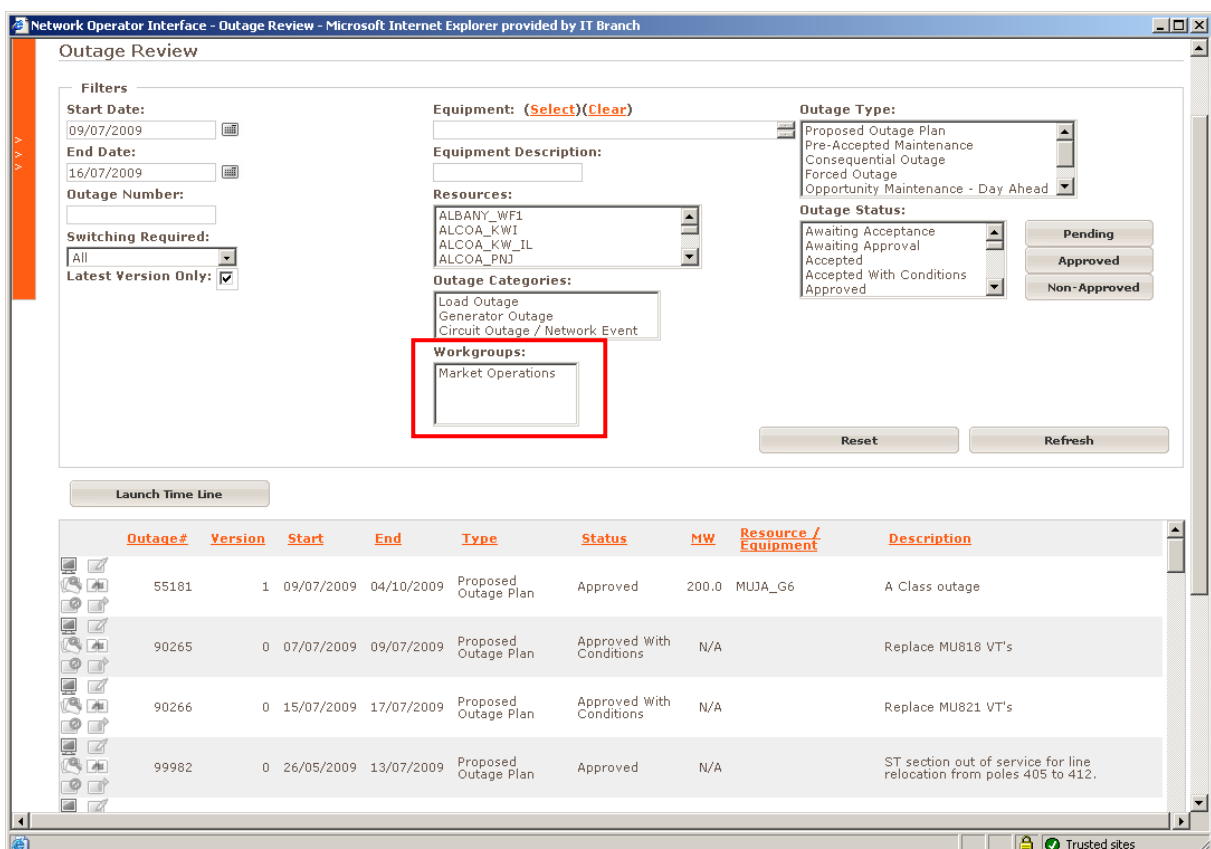 Network Operator Interface - Outage Review - Microsoft Internet Explorer provided by IT Branch
Outage Review
Filters
Start Date:
09/07/2009
End Date:
16/07/2009
Outage Number:
Switching Required:
All
Latest Version Only:
Equipment: (Select)(Clear)
Equipment Description:
Resources:
ALBANY_WF1
ALCOA_KWI
ALCOA_KW_IL
ALCOA_PNJ
Outage Categories:
Load Outage
Generator Outage
Circuit Outage / Network Event
Workgroups:
Market Operations
Outage Type:
Proposed Outage Plan
Pre-Accepted Maintenance
Consequential Outage
Forced Outage
Opportunity Maintenance - Day Ahead
Outage Status:
Awaiting Acceptance
Awaiting Approval
Accepted
Accepted With Conditions
Approved
Pending
Approved
Non-Approved
Reset Refresh
Launch Time Line
Outage# Version Start End Type Status MW Resource / Equipment Description
55181 1 09/07/2009 04/10/2009 Proposed Outage Plan Approved 200.0 MUJA_G6 A Class outage
90265 0 07/07/2009 09/07/2009 Proposed Outage Plan Approved With Conditions N/A Replace MU818 VT's
90266 0 15/07/2009 17/07/2009 Proposed Outage Plan Approved With Conditions N/A Replace MU821 VT's
99982 0 26/05/2009 13/07/2009 Proposed Outage Plan Approved N/A ST section out of service for line relocation from poles 405 to 412.
Trusted sites